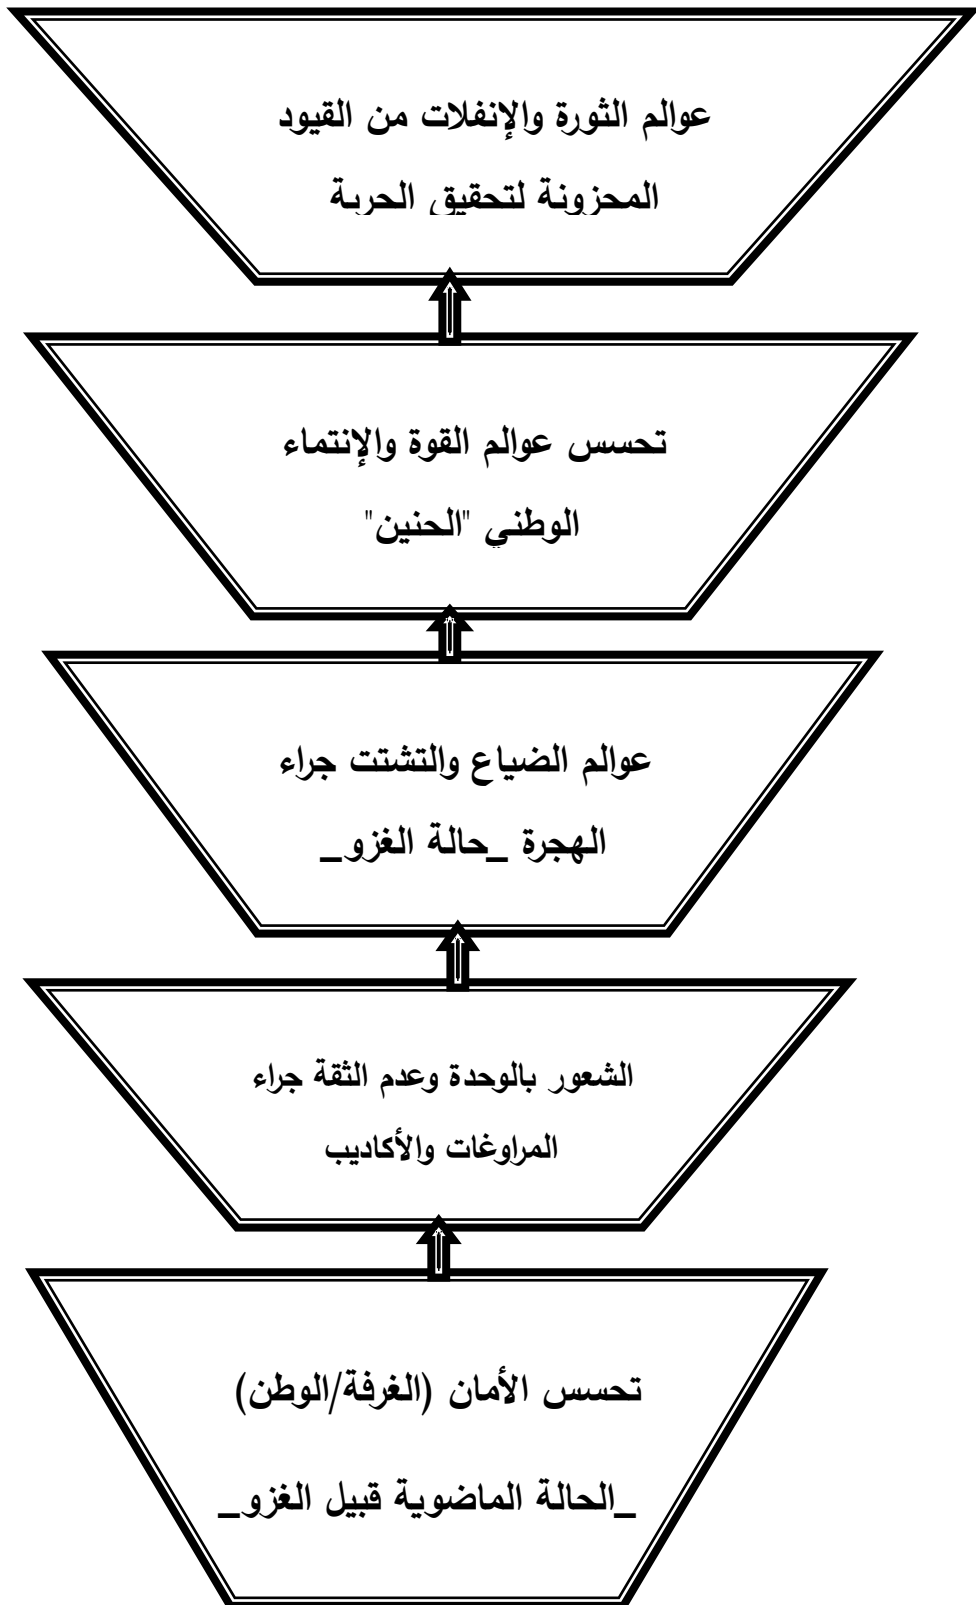 عوالم الثورة والإنفلات من القيود
المحزونة لتحقيق الحرية
تحسس عوالم القوة والإنتماء
الوطني "الحنين"
عوالم الضياع والتشتت جراء
الهجرة _حالة الغزو_
الشعور بالوحدة وعدم الثقة جراء
المراوغات والأكاديب
تحسس الأمان (الغرفة/الوطن)
_الحالة الماضوية قبيل الغزو_